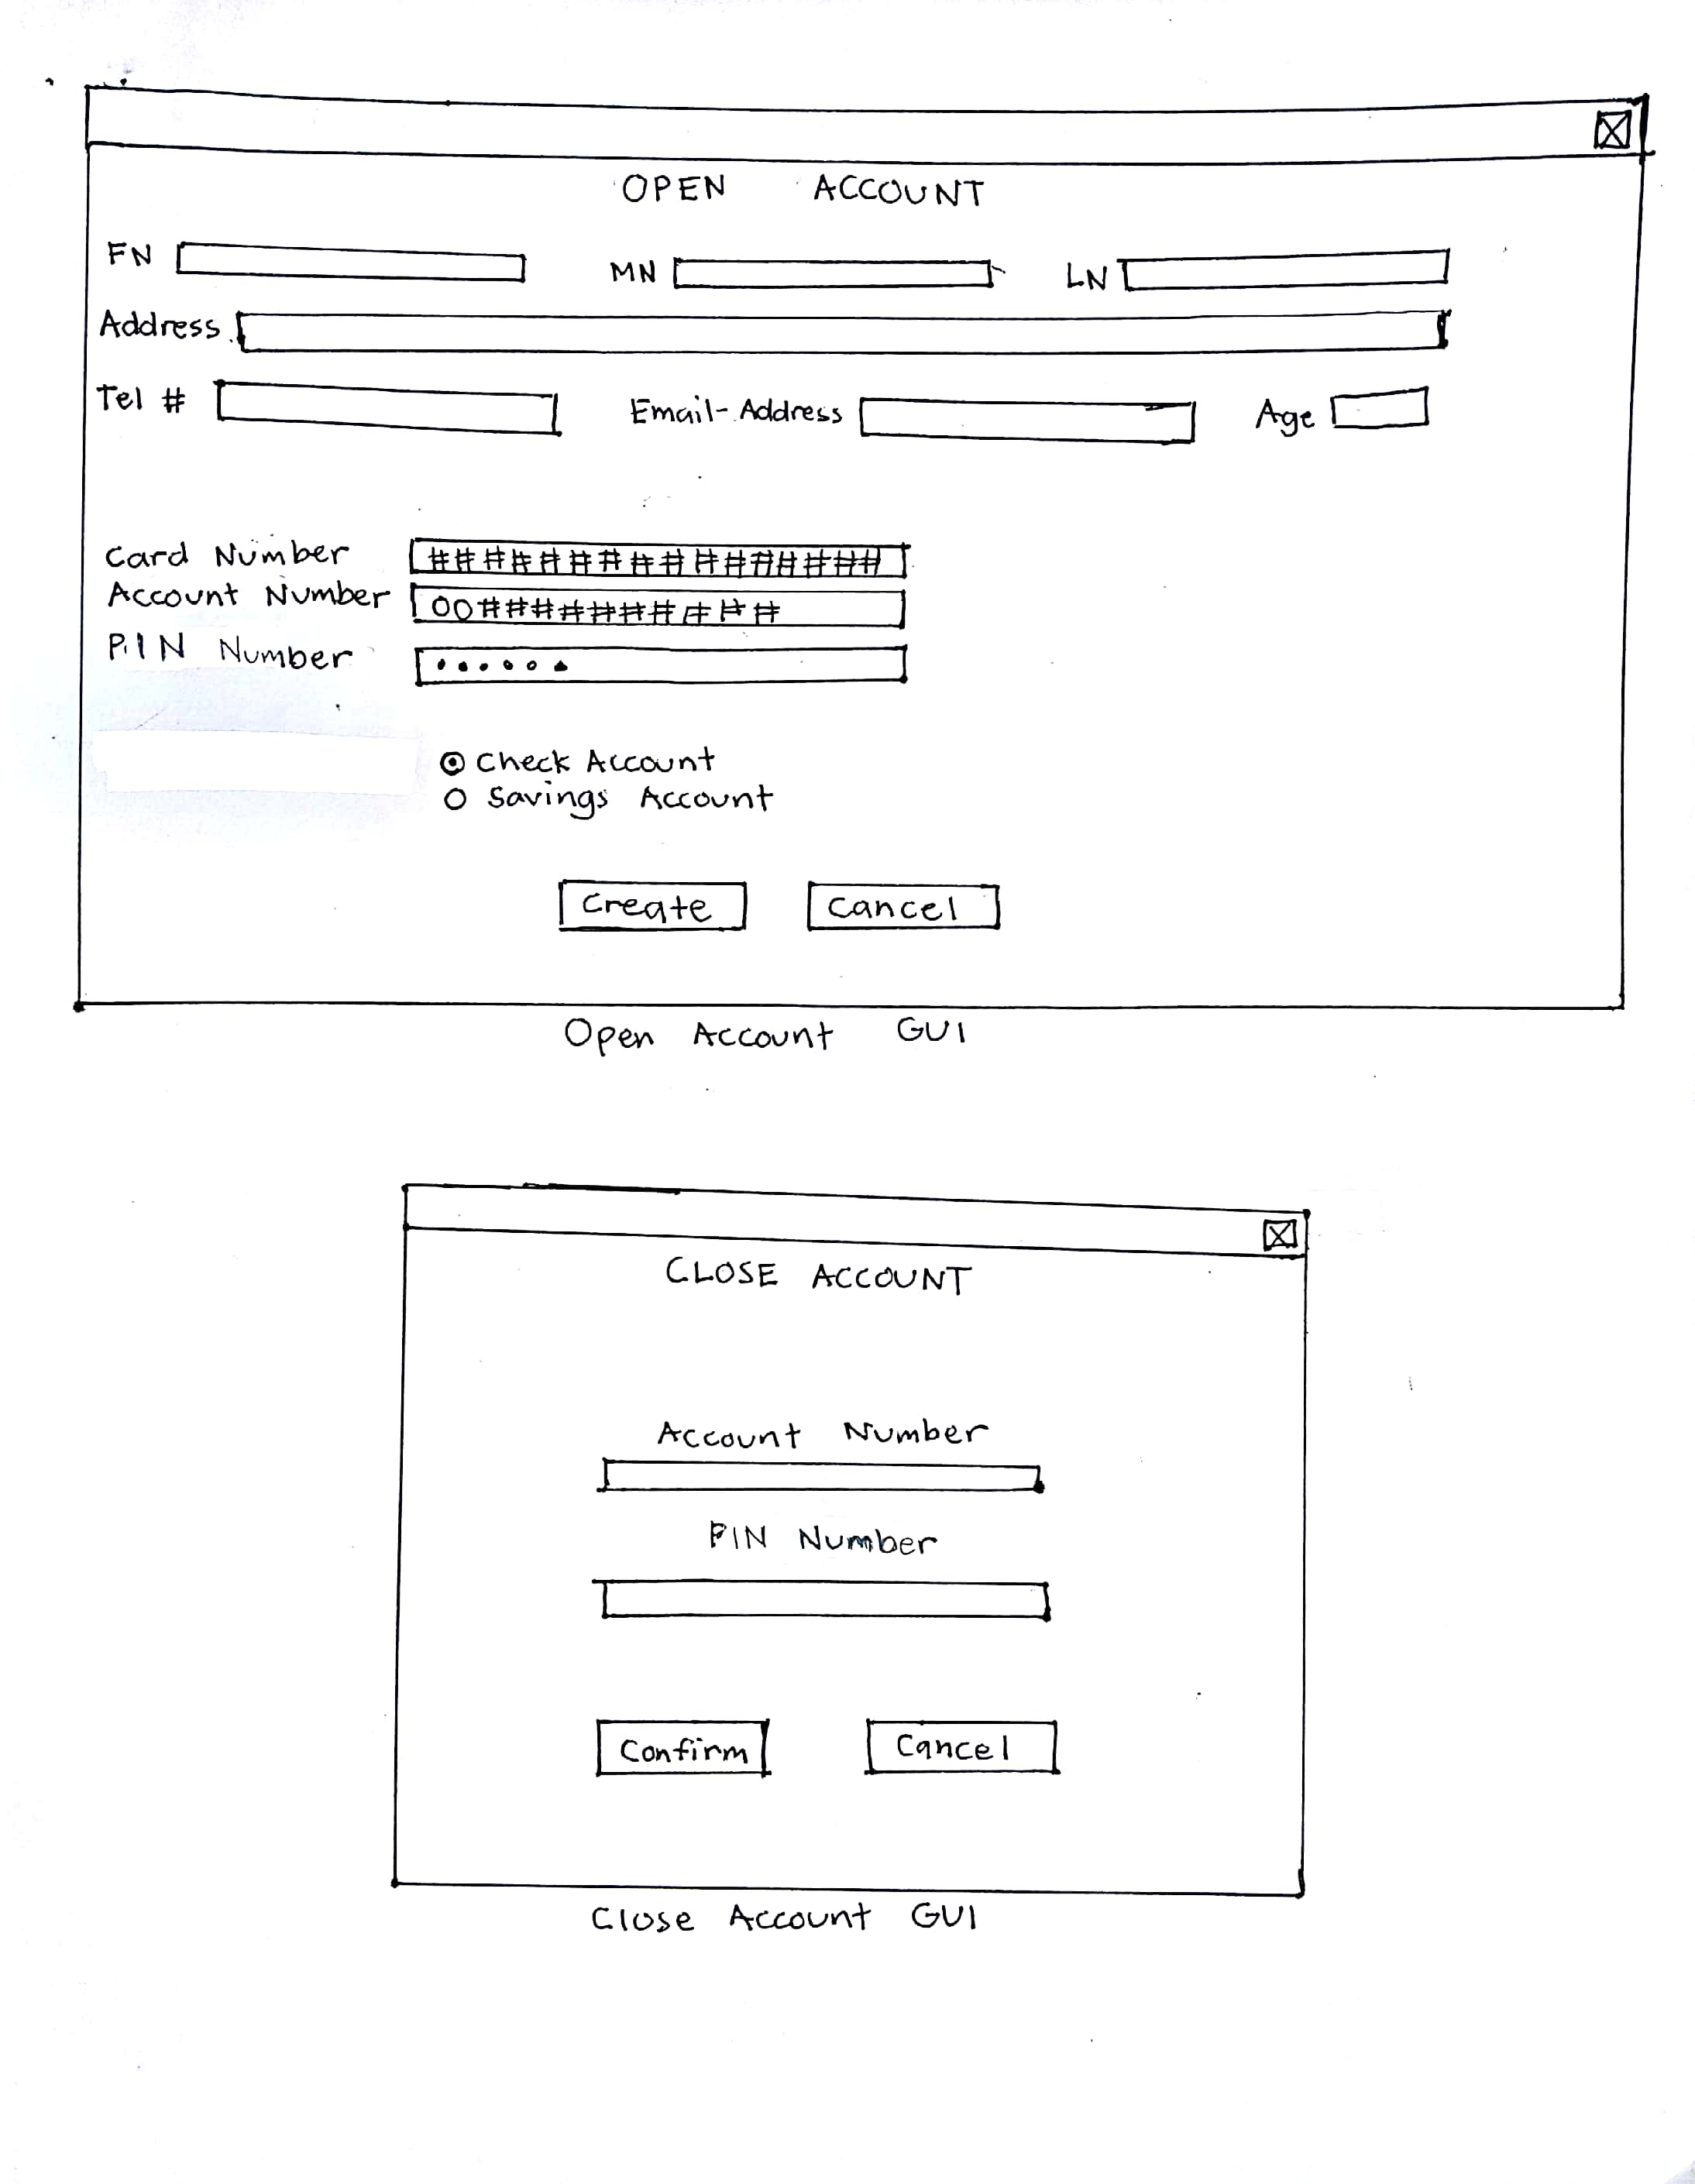 OPEN ACCOUNT
FN MN LN
Address
Tel # Email-Address Age
Card Number ################
Account Number 00##########
PIN Number ••••••
Check Account
Savings Account
Create Cancel
Open Account GUI
CLOSE ACCOUNT
Account Number
PIN Number
Confirm Cancel
Close Account GUI